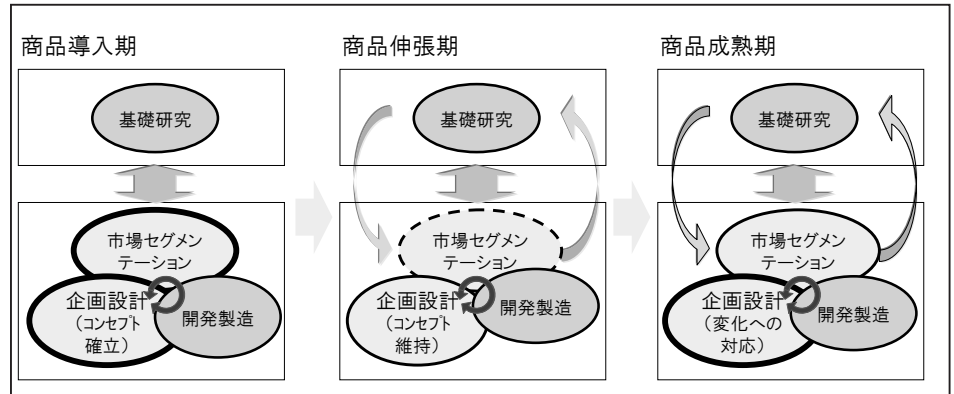 商品導入期
基礎研究
市場セグメン
テーション
企画設計
（コンセプト
確立）
開発製造
商品伸張期
基礎研究
市場セグメン
テーション
企画設計
（コンセプト
維持）
開発製造
商品成熟期
基礎研究
市場セグメン
テーション
企画設計
（変化への
対応）
開発製造